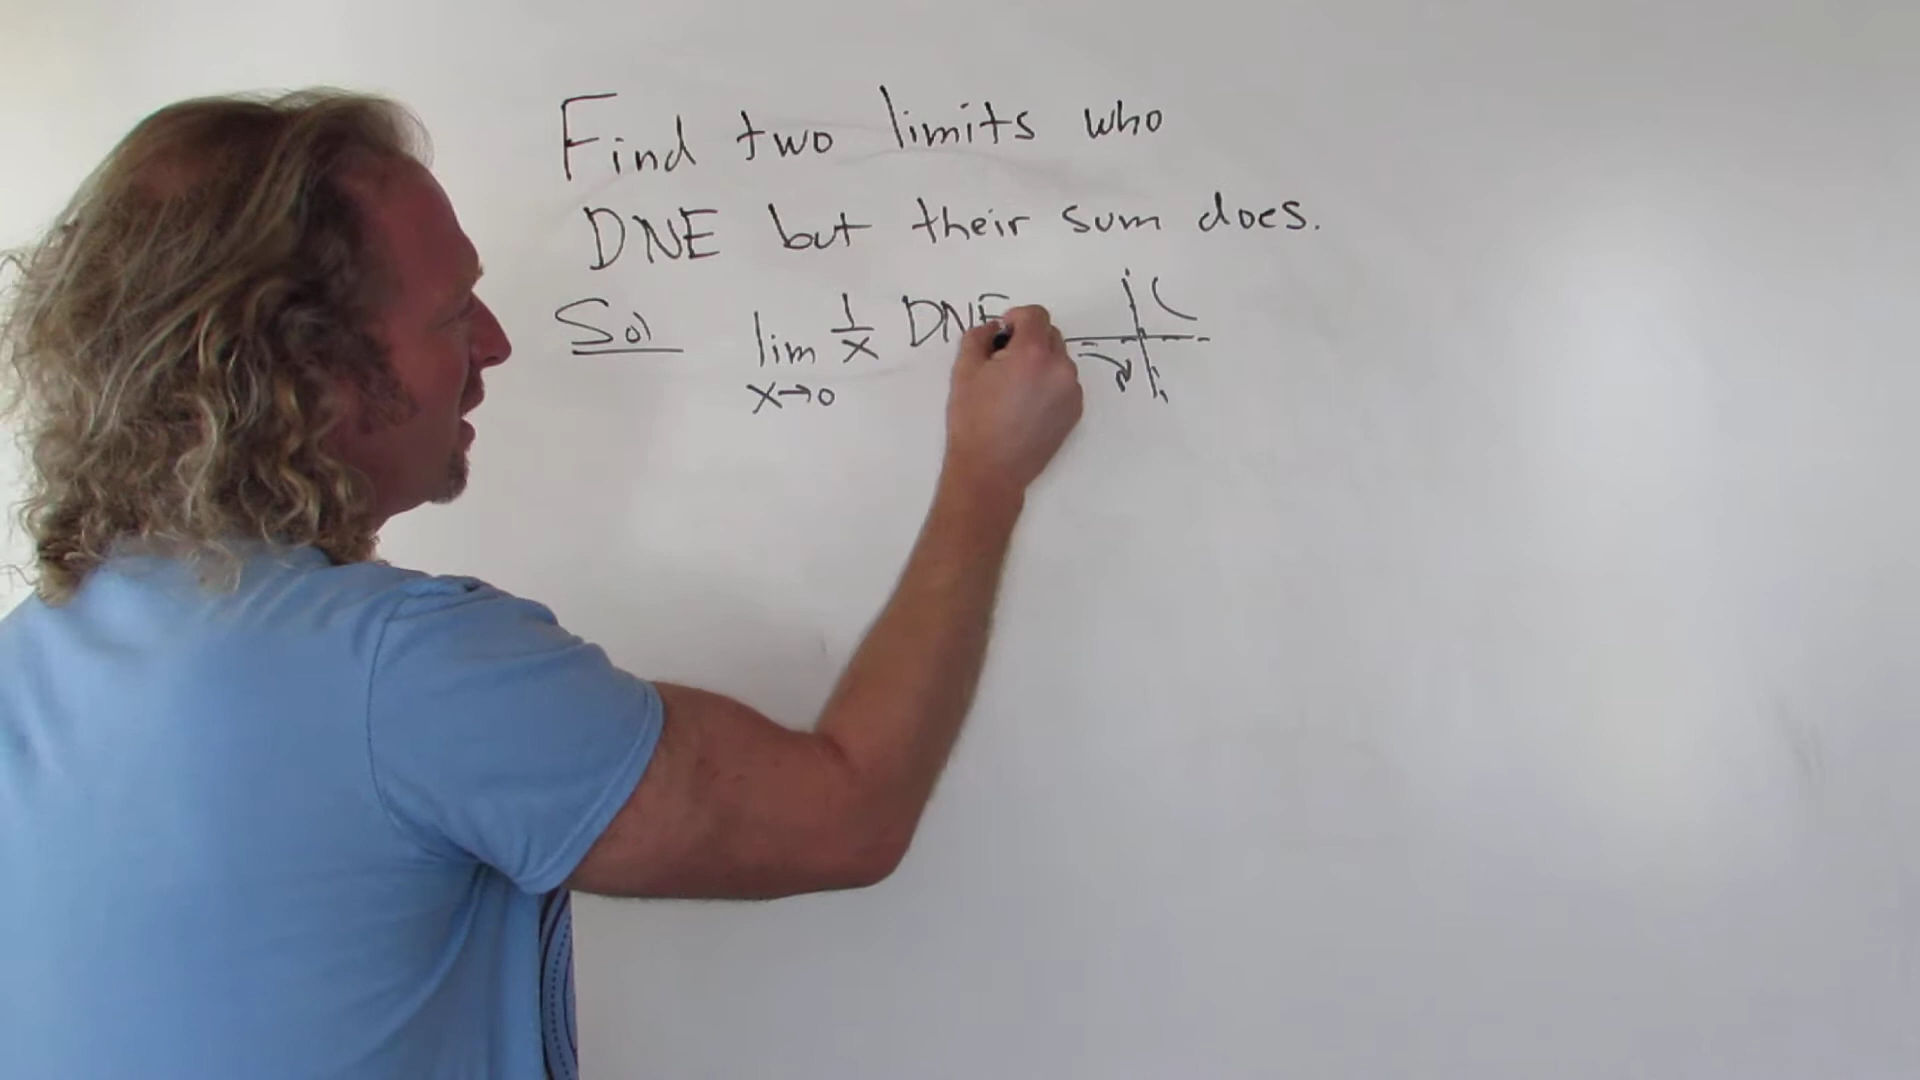 Find two limits who
DNE but their sum does.
Sol lim 1/x DNE
x→0